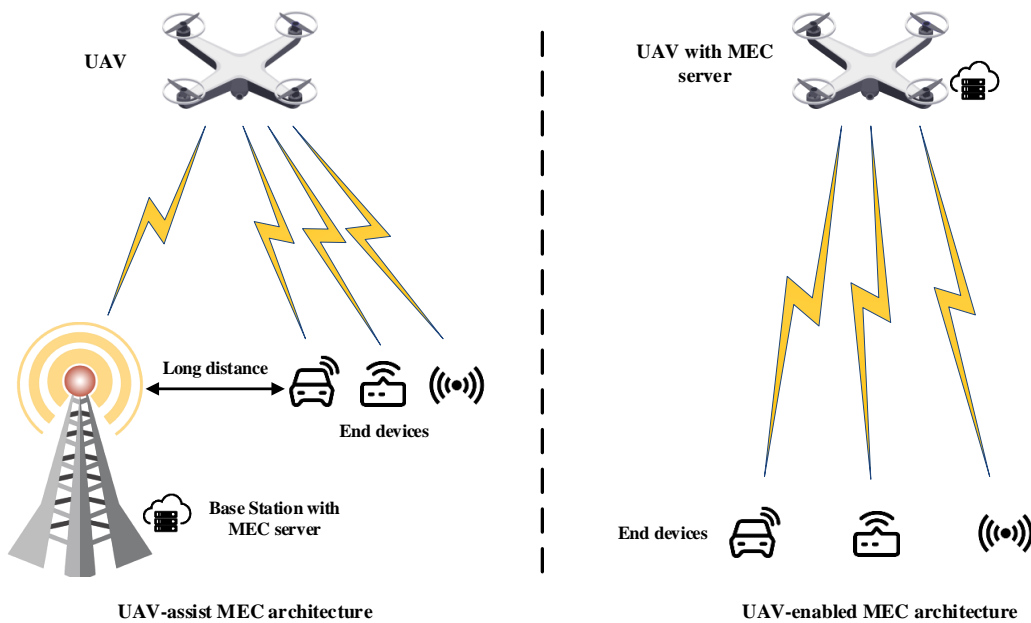 UAV
Long distance
End devices
Base Station with
MEC server
UAV-assist MEC architecture
UAV with MEC
server
End devices
UAV-enabled MEC architecture